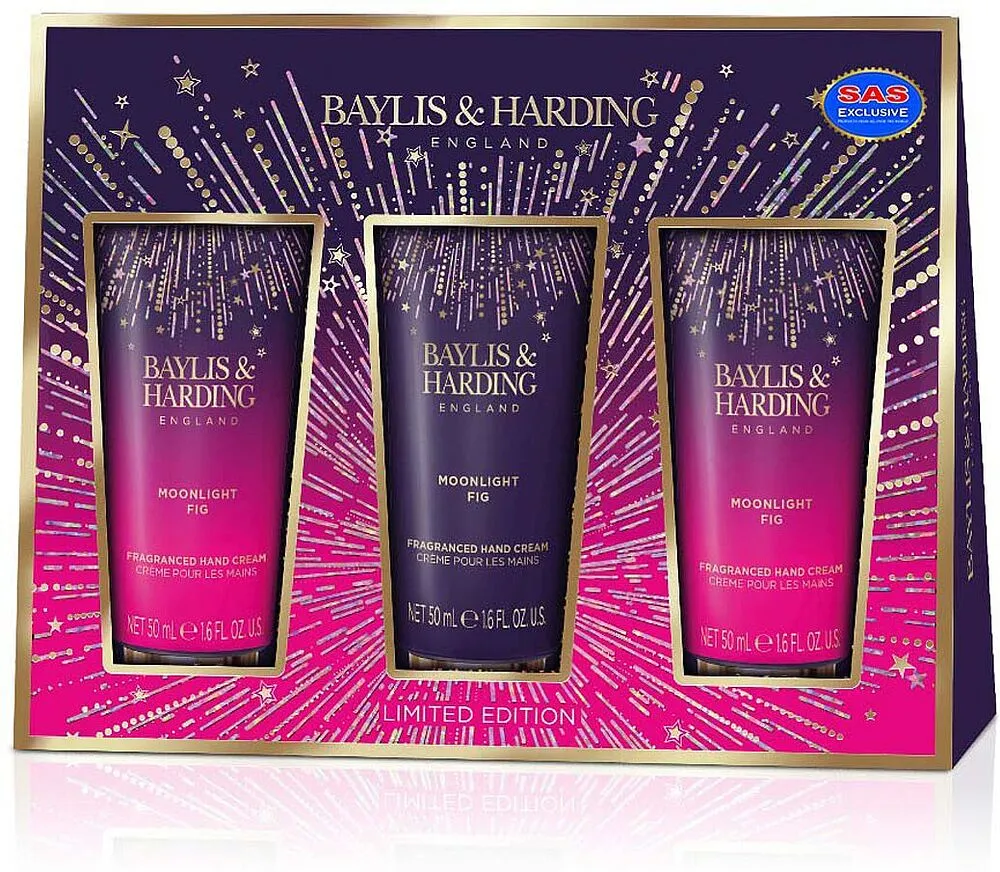 BAYLIS & HARDING
ENGLAND
SAS
EXCLUSIVE
BAYLIS &
HARDING
ENGLAND
MOONLIGHT
FIG
FRAGRANCED HAND CREAM
CRÈME POUR LES MAINS
NET 50 mL ℮ 1.6 FL. OZ. U.S.
BAYLIS &
HARDING
ENGLAND
MOONLIGHT
FIG
FRAGRANCED HAND CREAM
CRÈME POUR LES MAINS
NET 50 mL ℮ 1.6 FL. OZ. U.S.
BAYLIS &
HARDING
ENGLAND
MOONLIGHT
FIG
FRAGRANCED HAND CREAM
CRÈME POUR LES MAINS
NET 50 mL ℮ 1.6 FL. OZ. U.S.
LIMITED EDITION
BAYLIS & HARDING